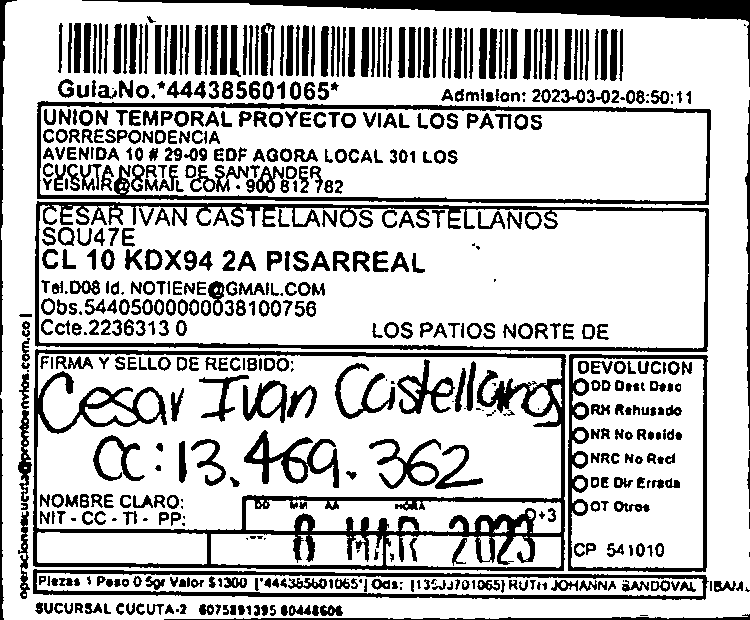 Guia,No.*444385601065*
Admision: 2023-03-02-08:50:11
UNION TEMPORAL PROYECTO VIAL LOS PATIOS
CORRESPONDENCIA
AVENIDA 10 # 29-09 EDF AGORA LOCAL 301 LOS
CUCUTA NORTE DE SANTANDER
YEISMIR@GMAIL COM - 900 812 782
CESAR IVAN CASTELLANOS CASTELLANOS
SQU47E
CL 10 KDX94 2A PISARREAL
Tel.D08 Id. NOTIENE@GMAIL.COM
Obs.54405000000038100756
Ccte.2236313 0
LOS PATIOS NORTE DE
operacionescucuta@prontoenvios.com.co
FIRMA Y SELLO DE RECIBIDO:
Cesar Ivan Castellanos
CC:13.469.362
NOMBRE CLARO:
NIT - CC - TI - PP:
DD MM AA HORA
D+3
8 MAR 2023
DEVOLUCION
DD Dest Desc
RH Rehusado
NR No Reside
NRC No Recl
DE Dir Errada
OT Otros
CP 541010
Piezas 1 Peso 0 5gr Valor $1300 [*444385601065*] Ods: RUTH JOHANNA SANDOVAL
SUCURSAL CUCUTA-2 6075891395 60448606